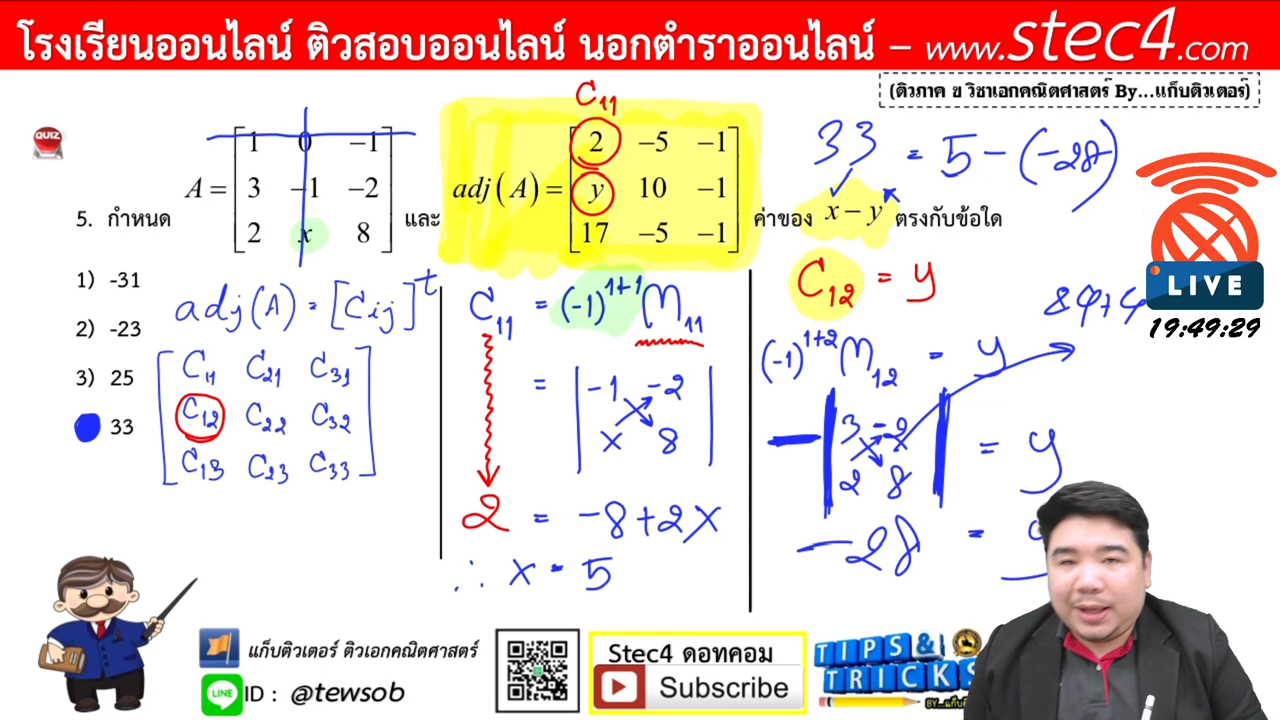 โรงเรียนออนไลน์ ติวสอบออนไลน์ นอกตำราออนไลน์ – www.stec4.com
(ติวภาค ข วิชาเอกคณิตศาสตร์ By...แก็บติวเตอร์)
QUIZ
5. กำหนด A = [1 0 -1; 3 -1 -2; 2 x 8] และ adj(A) = [2 -5 -1; y 10 -1; 17 -5 -1] ค่าของ x – y ตรงกับข้อใด
C11
33 = 5-(-28)
1) -31
2) -23
3) 25
33
adj(A) = [Cij]^t
C11 C21 C31
C12 C22 C32
C13 C23 C33
C11 = (-1)^1+1 M11
= | -1 -2
x 8 |
2 = -8+2x
∴ x = 5
C12 = y
(-1)^1+2 M12 = y
- | 3 -2
2 8 | = y
-28 =
LIVE
19:49:29
แก็บติวเตอร์ ติวเอกคณิตศาสตร์
LINE ID : @tewsob
Stec4 ดอทคอม
Subscribe
TIPS &
TRICKS